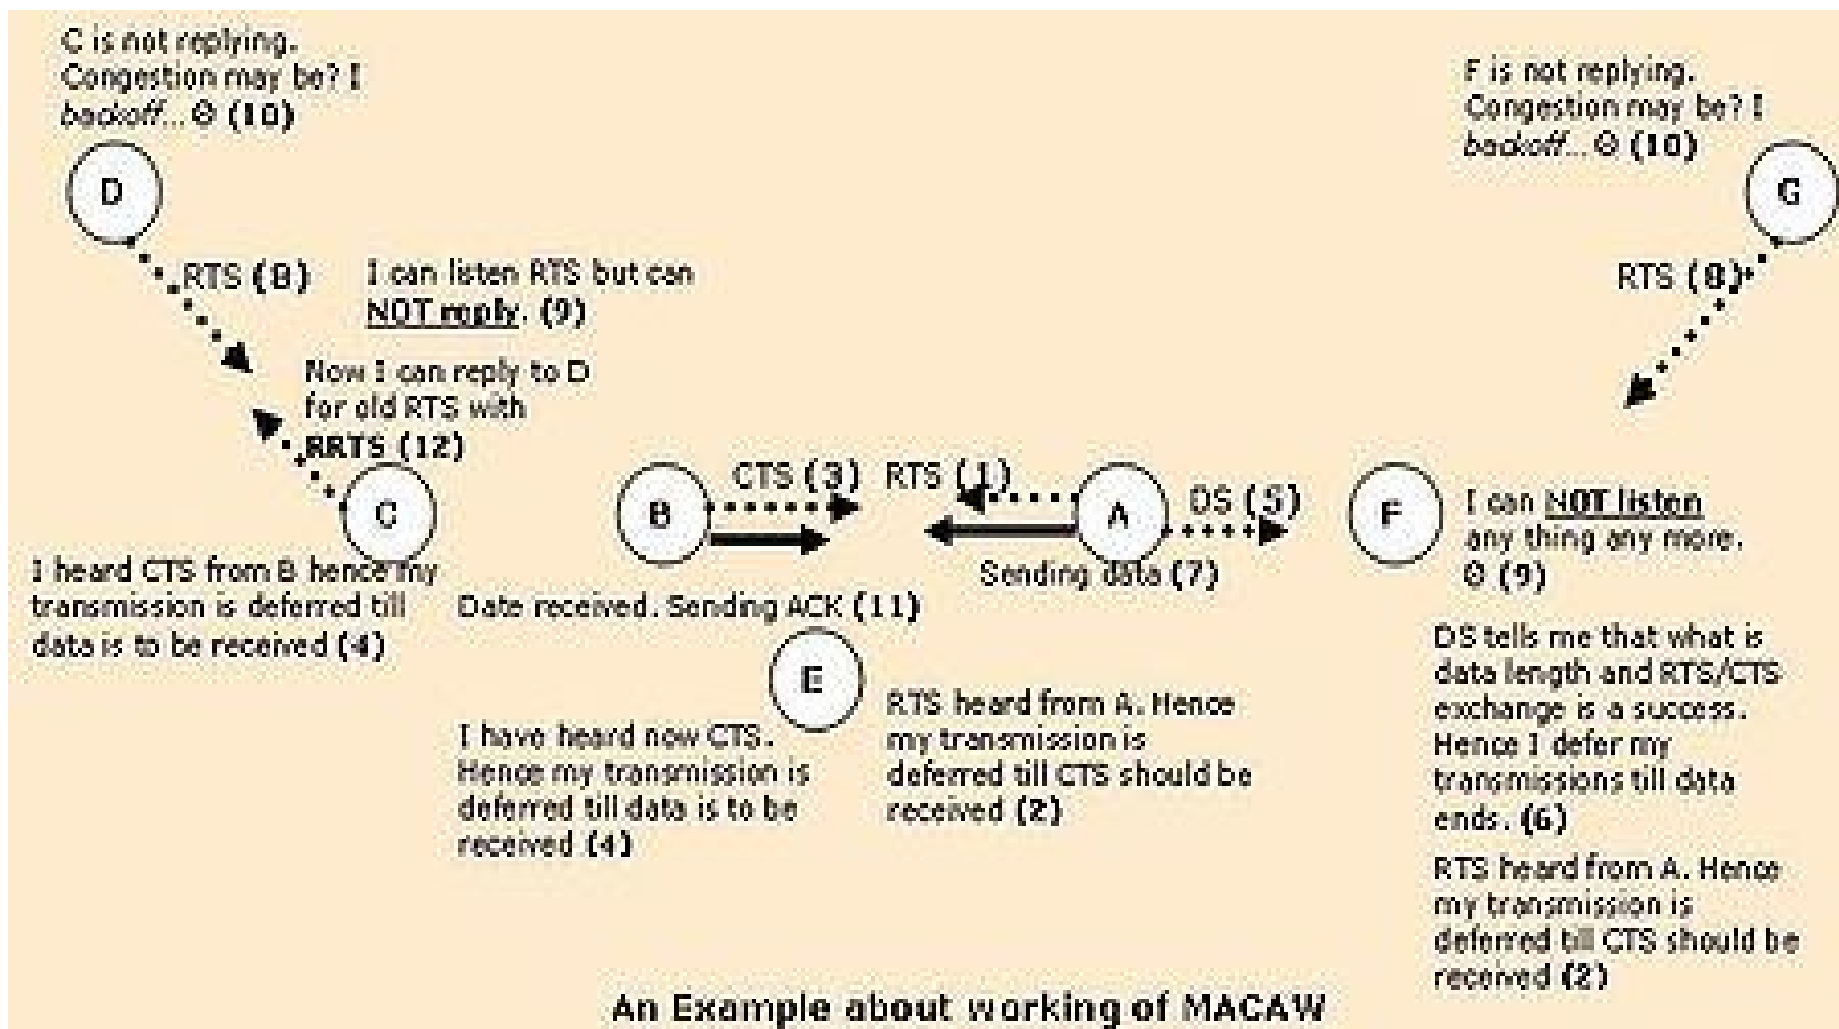 C is not replying.
Congestion may be? I
backoff... ☹ (10)
F is not replying.
Congestion may be? I
backoff... ☹ (10)
D
G
RTS (8)
I can listen RTS but can
NOT reply. (9)
RTS (8)
Now I can reply to D
for old RTS with
RRTS (12)
CTS (3)
RTS (1)
DS (5)
C
B
A
F
I can NOT listen
any thing any more.
☹ (9)
Sending data (7)
I heard CTS from B hence my
transmission is deferred till
data is to be received (4)
Date received. Sending ACK (11)
E
I have heard now CTS.
Hence my transmission is
deferred till data is to be
received (4)
RTS heard from A. Hence
my transmission is
deferred till CTS should be
received (2)
DS tells me that what is
data length and RTS/CTS
exchange is a success.
Hence I defer my
transmissions till data
ends. (6)
RTS heard from A. Hence
my transmission is
deferred till CTS should be
received (2)
An Example about working of MACAW